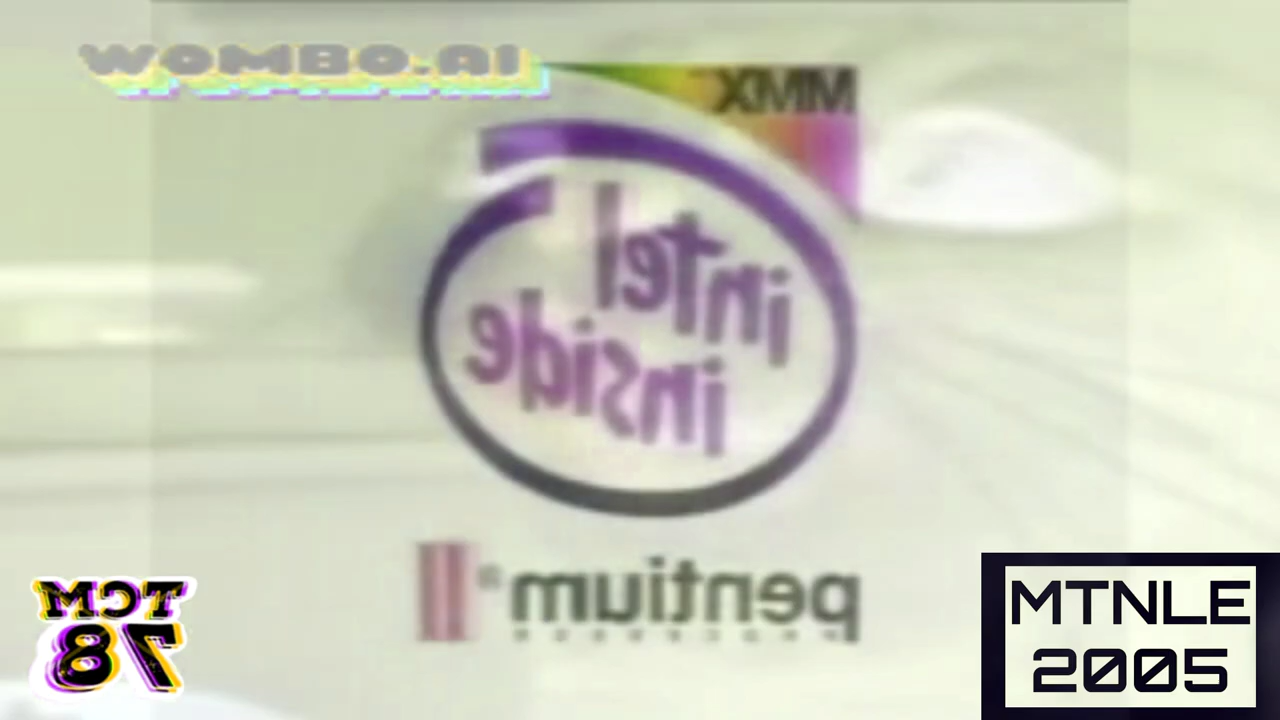 WOMBO.AI
MMX
intel
inside
pentium® II
TCM
78
MTNLE
2005